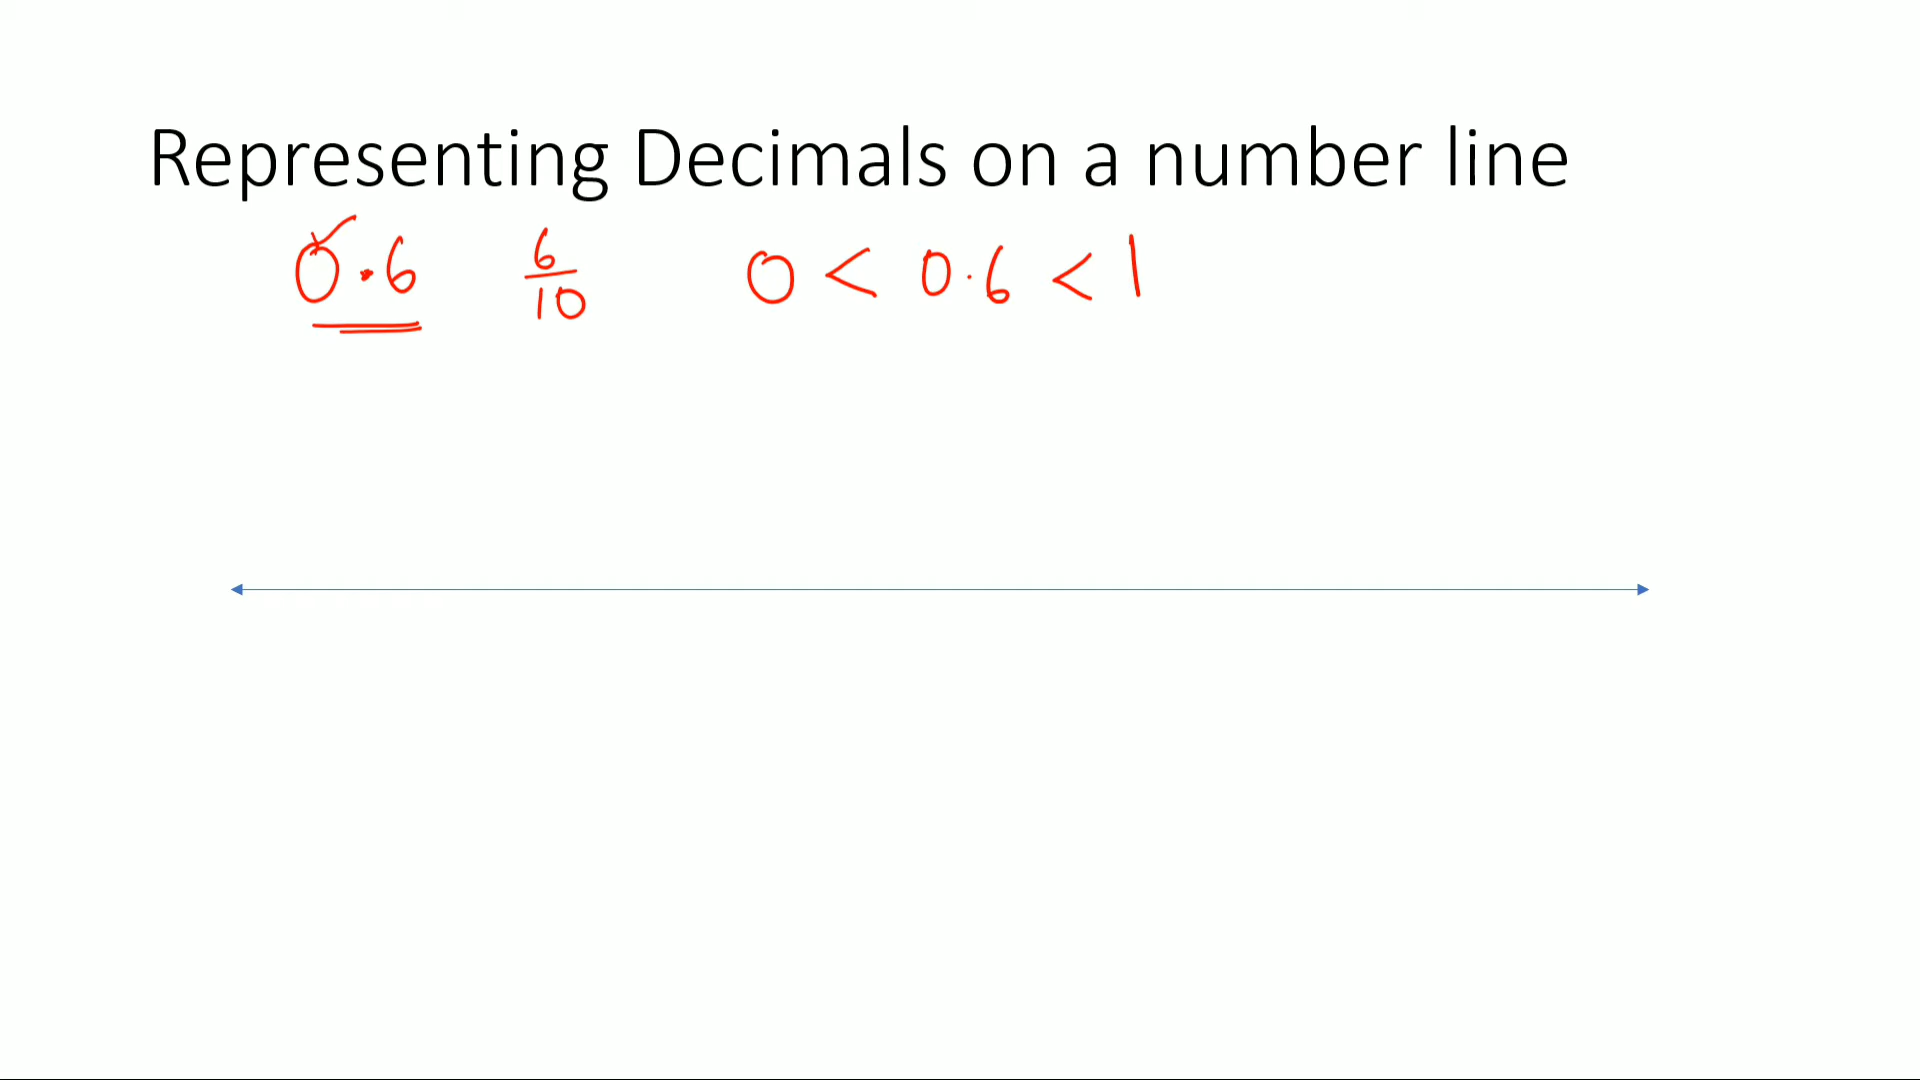 Representing Decimals on a number line
0.6 6/10 0 < 0.6 < 1